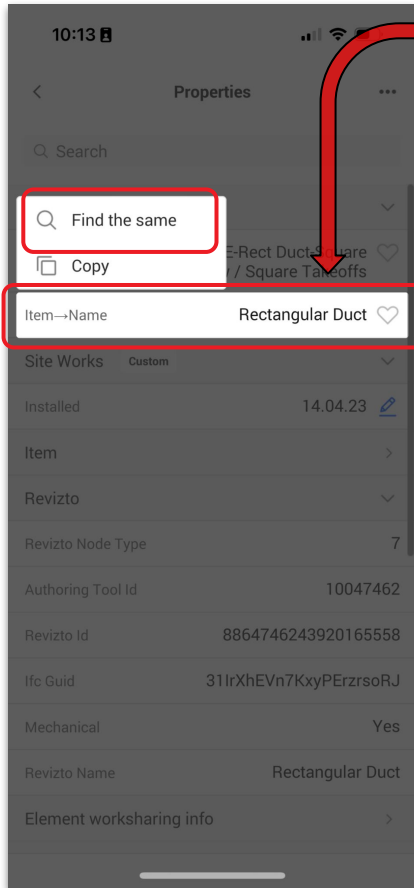 10:13
Properties
Search
Find the same
E-Rect Duct-Square
Copy
/ Square Takeoffs
Item→Name Rectangular Duct
Site Works Custom
Installed 14.04.23
Item
Revizto
Revizto Node Type 7
Authoring Tool Id 10047462
Revizto Id 8864746243920165558
Ifc Guid 31IrXhEVn7KxyPErzrsoRJ
Mechanical Yes
Revizto Name Rectangular Duct
Element worksharing info